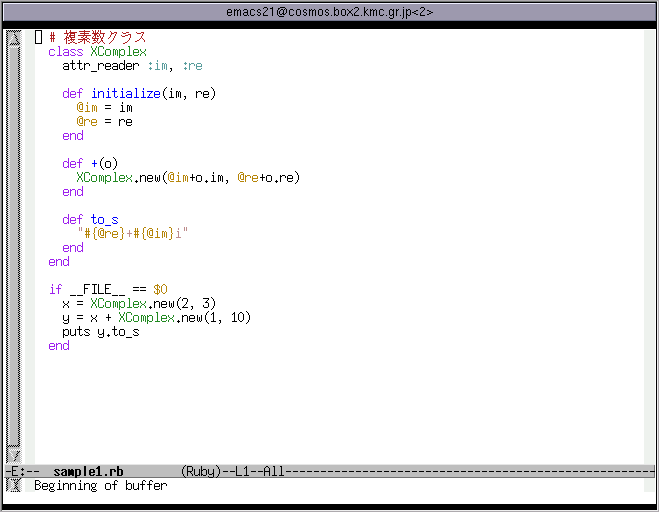 emacs21@cosmos.box2.kmc.gr.jp<2>
# 複素数クラス
class XComplex
  attr_reader :im, :re

  def initialize(im, re)
    @im = im
    @re = re
  end

  def +(o)
    XComplex.new(@im+o.im, @re+o.re)
  end

  def to_s
    "#{@re}+#{@im}i"
  end
end

if __FILE__ == $0
  x = XComplex.new(2, 3)
  y = x + XComplex.new(1, 10)
  puts y.to_s
end
-E:--  sample1.rb        (Ruby)--L1--All-----------------------------------------------------
Beginning of buffer